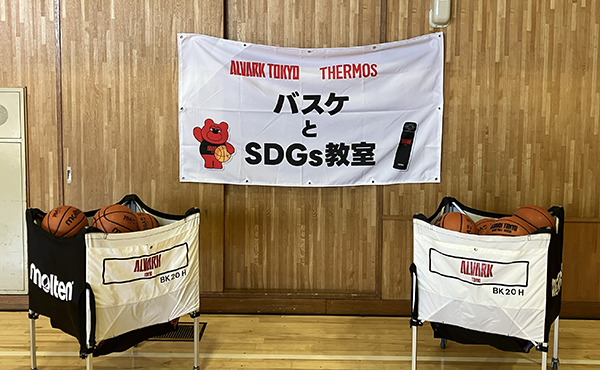 ALVARK TOKYO THERMOS
バスケ
と
SDGs教室
molten
ALVARK
TOKYO
BK20H
ALVARK
TOKYO
BK20H